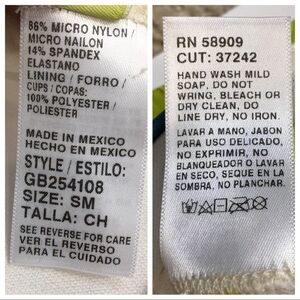 86% MICRO NYLON /
MICRO NAILON
14% SPANDEX
ELASTANO
LINING / FORRO /
CUPS / COPAS:
100% POLYESTER /
POLIESTER
MADE IN MEXICO
HECHO EN MEXICO
STYLE / ESTILO:
GB254108
SIZE: SM
TALLA: CH
SEE REVERSE FOR CARE
VER EL REVERSO
PARA EL CUIDADO
RN 58909
CUT: 37242
HAND WASH MILD
SOAP, DO NOT
WRING, BLEACH OR
DRY CLEAN, DO
LINE DRY, NO IRON.
LAVAR A MANO, JABON
PARA USO DELICADO,
NO EXPRIMIR, NO
BLANQUEADOR O LAVAR
EN SECO, SEQUE EN LA
SOMBRA, NO PLANCHAR.